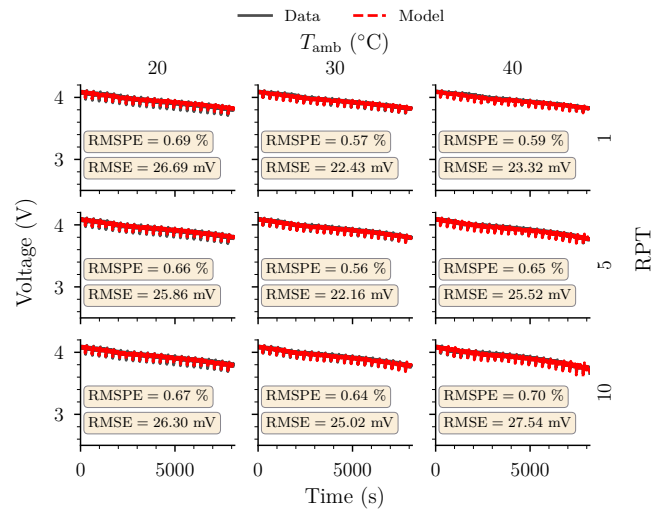 Data Model
T_amb (°C)
20 30 40
4
RMSPE = 0.69 % RMSPE = 0.57 % RMSPE = 0.59 %
1
3
RMSE = 26.69 mV RMSE = 22.43 mV RMSE = 23.32 mV
Voltage (V)
4
RMSPE = 0.66 % RMSPE = 0.56 % RMSPE = 0.65 %
5
RPT
3
RMSE = 25.86 mV RMSE = 22.16 mV RMSE = 25.52 mV
4
RMSPE = 0.67 % RMSPE = 0.64 % RMSPE = 0.70 %
10
3
RMSE = 26.30 mV RMSE = 25.02 mV RMSE = 27.54 mV
0 5000 0 5000 0 5000
Time (s)